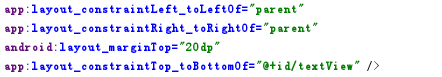 app:layout_constraintLeft_toLeftOf="parent"
app:layout_constraintRight_toRightOf="parent"
android:layout_marginTop="20dp"
app:layout_constraintTop_toBottomOf="@+id/textView" />